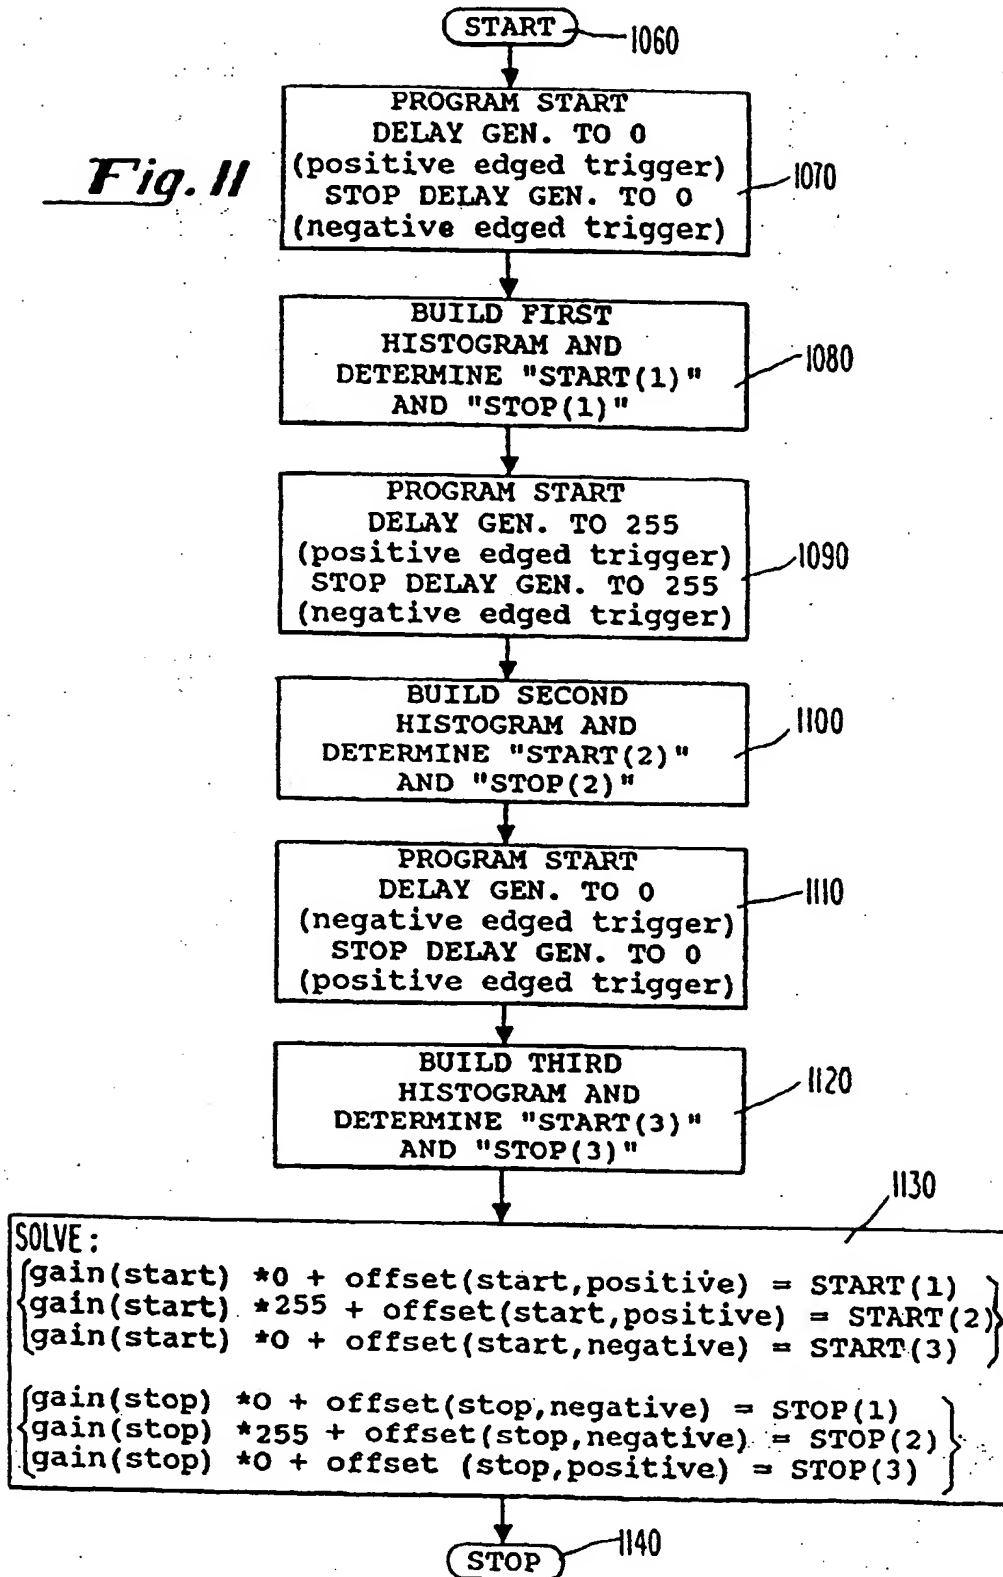 START
1060
Fig. 11
PROGRAM START
DELAY GEN. TO 0
(positive edged trigger)
STOP DELAY GEN. TO 0
(negative edged trigger)
1070
BUILD FIRST
HISTOGRAM AND
DETERMINE "START(1)"
AND "STOP(1)"
1080
PROGRAM START
DELAY GEN. TO 255
(positive edged trigger)
STOP DELAY GEN. TO 255
(negative edged trigger)
1090
BUILD SECOND
HISTOGRAM AND
DETERMINE "START(2)"
AND "STOP(2)"
1100
PROGRAM START
DELAY GEN. TO 0
(negative edged trigger)
STOP DELAY GEN. TO 0
(positive edged trigger)
1110
BUILD THIRD
HISTOGRAM AND
DETERMINE "START(3)"
AND "STOP(3)"
1120
1130
SOLVE:
gain(start) *0 + offset(start,positive) = START(1)
gain(start) *255 + offset(start,positive) = START(2)
gain(start) *0 + offset(start,negative) = START(3)
gain(stop) *0 + offset(stop,negative) = STOP(1)
gain(stop) *255 + offset(stop,negative) = STOP(2)
gain(stop) *0 + offset (stop,positive) = STOP(3)
STOP
1140